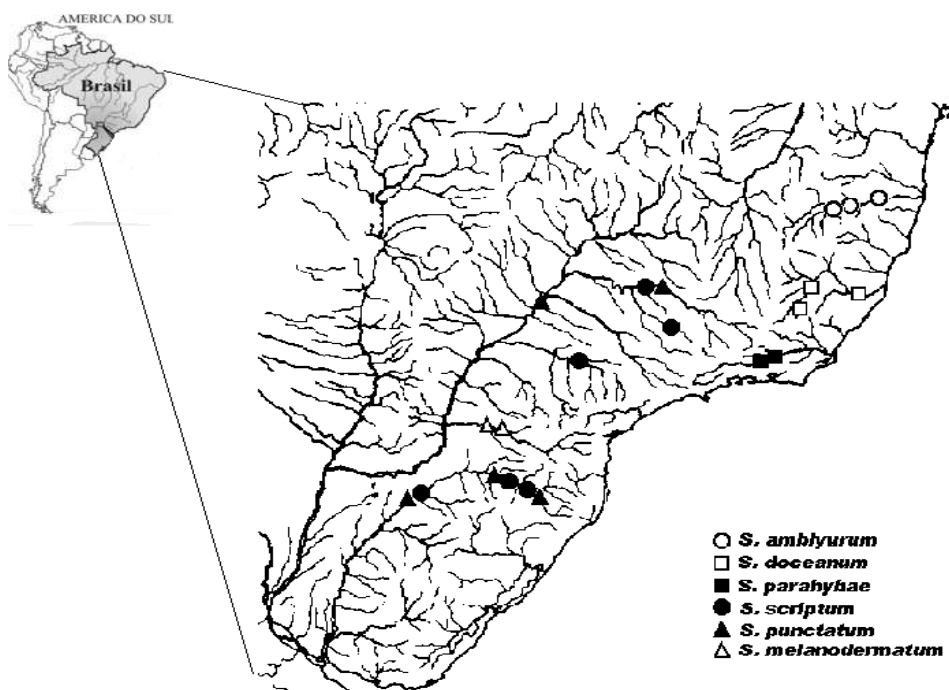 AMERICA DO SUL
Brasil
S. amblyurum
S. doceanum
S. parahybae
S. scriptum
S. punctatum
S. melanodermatum